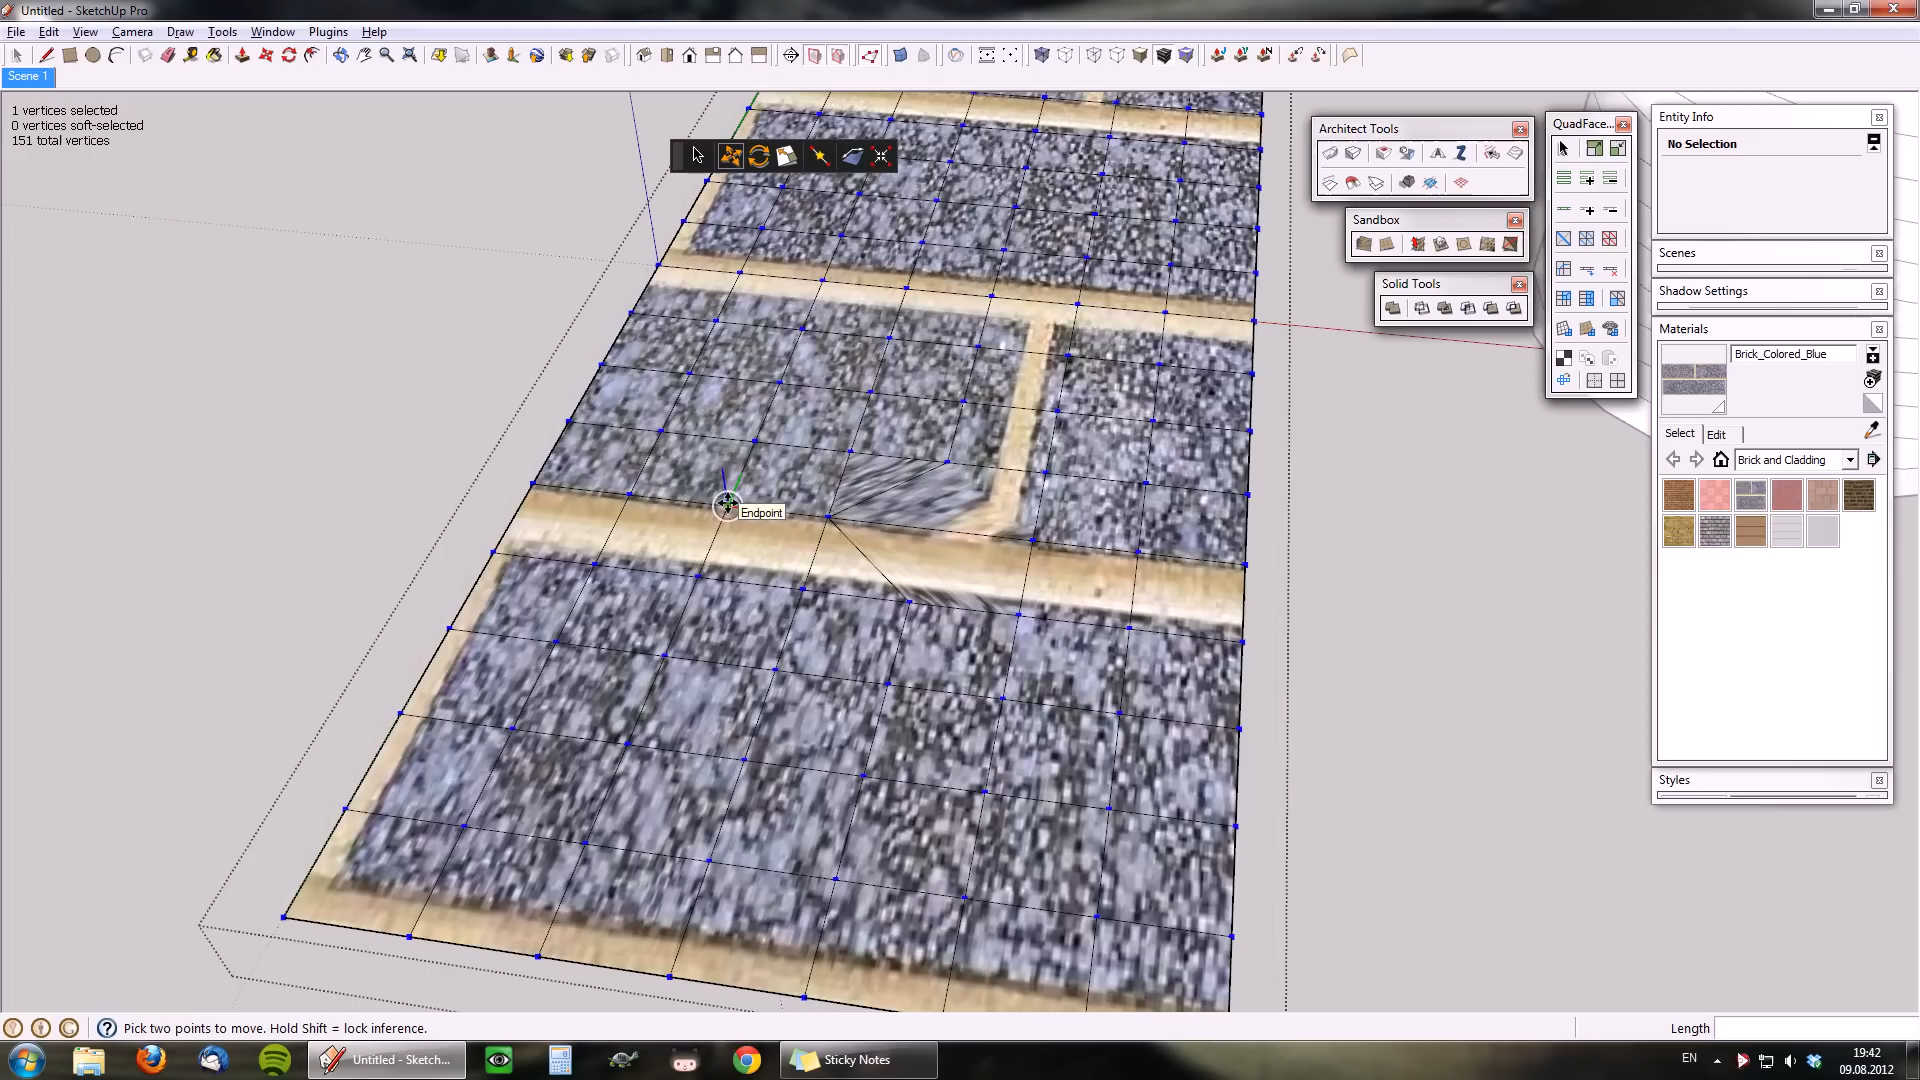 Untitled - SketchUp Pro
File Edit View Camera Draw Tools Window Plugins Help
Scene 1
1 vertices selected
0 vertices soft-selected
151 total vertices
Endpoint
Architect Tools
Sandbox
Solid Tools
QuadFace...
Entity Info
No Selection
Scenes
Shadow Settings
Materials
Brick_Colored_Blue
Select Edit
Brick and Cladding
Styles
Pick two points to move. Hold Shift = lock inference.
Length
Untitled - Sketch...
Sticky Notes
EN
19:42
09.08.2012